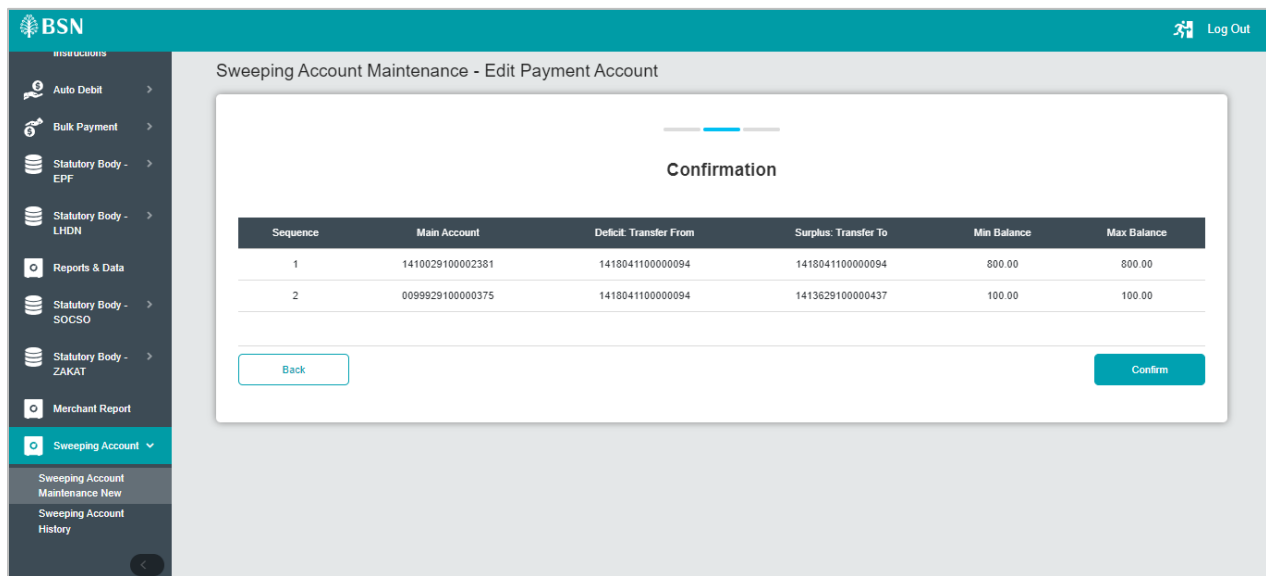 BSN
Log Out
Instructions
Auto Debit
Bulk Payment
Statutory Body -
EPF
Statutory Body -
LHDN
Reports & Data
Statutory Body -
SOCSO
Statutory Body -
ZAKAT
Merchant Report
Sweeping Account
Sweeping Account
Maintenance New
Sweeping Account
History
Sweeping Account Maintenance - Edit Payment Account
Confirmation
Sequence Main Account Deficit: Transfer From Surplus: Transfer To Min Balance Max Balance
1 1410029100002381 1418041100000094 1418041100000094 800.00 800.00
2 0099929100000375 1418041100000094 1413629100000437 100.00 100.00
Back Confirm